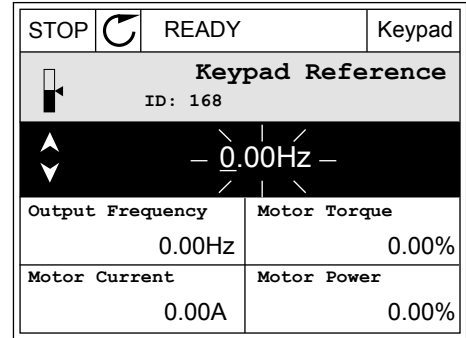 STOP READY Keypad
Keypad Reference
ID: 168
0.00Hz
Output Frequency Motor Torque
0.00Hz 0.00%
Motor Current Motor Power
0.00A 0.00%